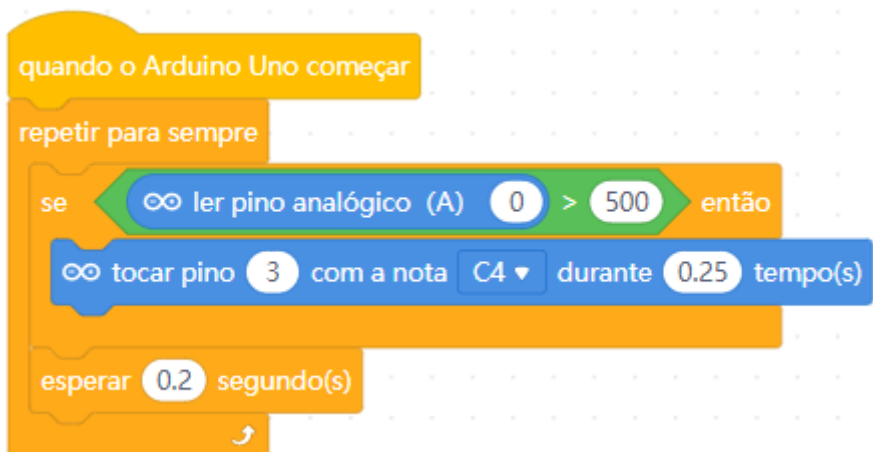 quando o Arduino Uno começar
repetir para sempre
se ler pino analógico (A) 0 > 500 então
tocar pino 3 com a nota C4 durante 0.25 tempo(s)
esperar 0.2 segundo(s)